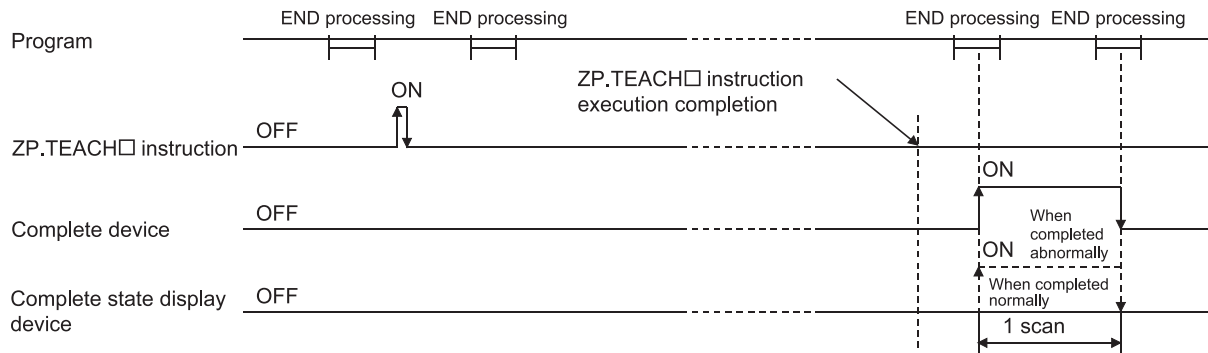 END processing END processing END processing END processing
Program
ZP.TEACH□ instruction
execution completion
ON
OFF
ZP.TEACH□ instruction
ON
OFF
Complete device
When
completed
abnormally
ON
OFF
When completed
normally
Complete state display
device
1 scan